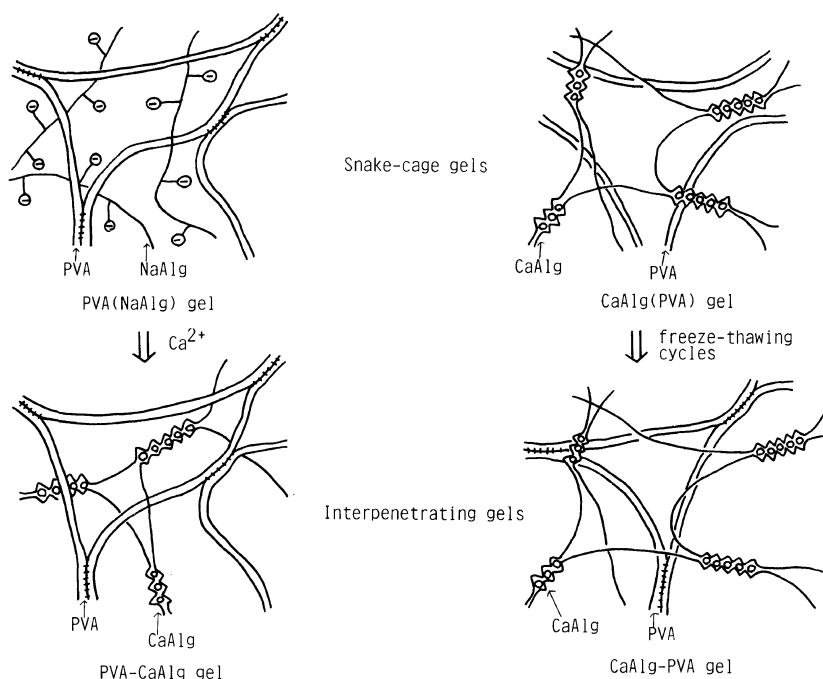 Snake-cage gels
PVA
NaAlg
PVA(NaAlg) gel
Ca2+
CaAlg
PVA
CaAlg(PVA) gel
freeze-thawing
cycles
Interpenetrating gels
PVA
CaAlg
PVA-CaAlg gel
CaAlg
PVA
CaAlg-PVA gel